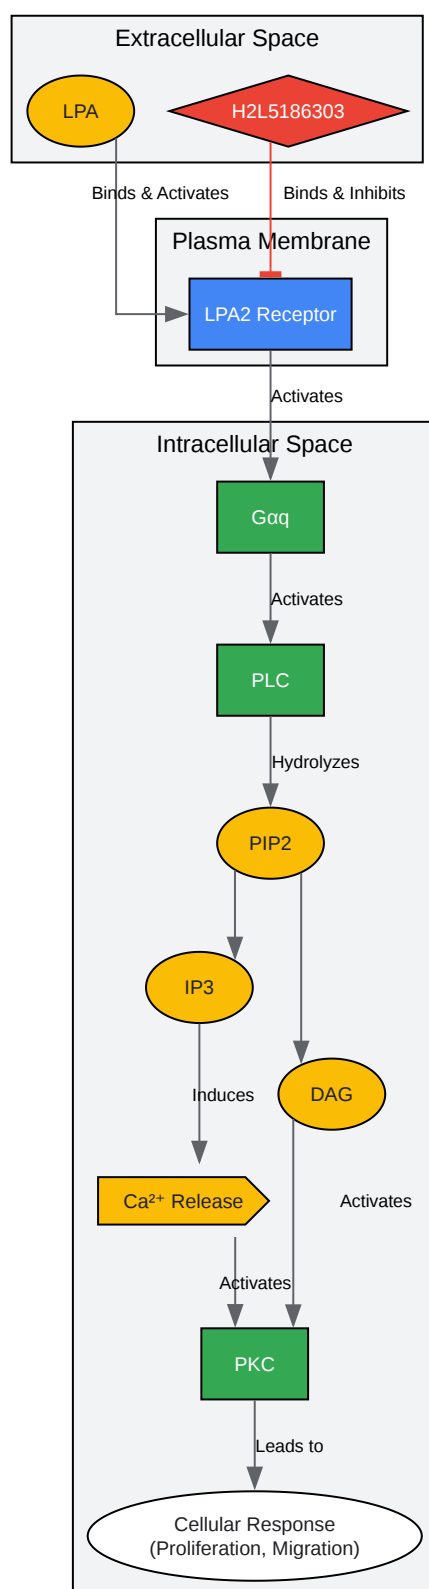 Extracellular Space
LPA
H2L5186303
Binds & Activates
Binds & Inhibits
Plasma Membrane
LPA2 Receptor
Activates
Intracellular Space
Gαq
Activates
PLC
Hydrolyzes
PIP2
IP3
Induces
DAG
Ca²⁺ Release
Activates
Activates
PKC
Leads to
Cellular Response
(Proliferation, Migration)